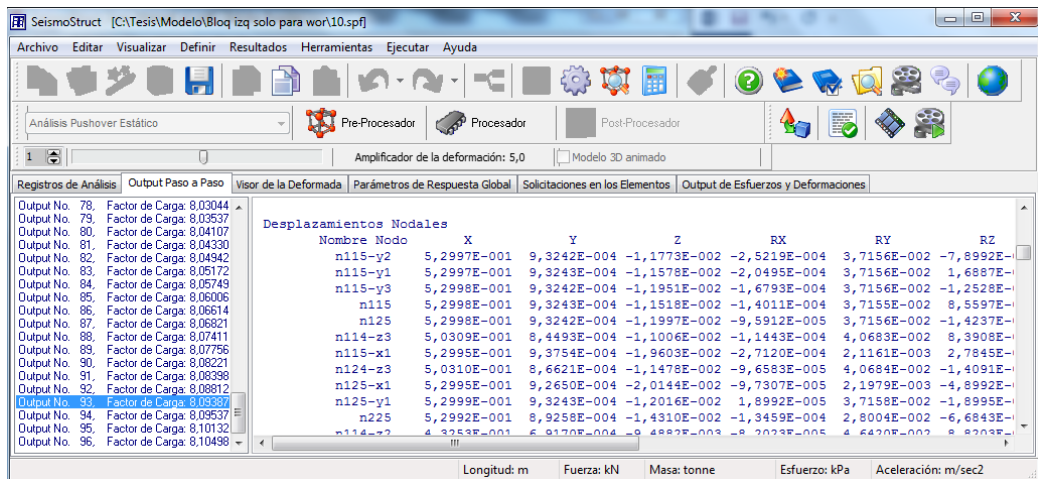 SeismoStruct [C:\Tesis\Modelo\Bloq izq solo para wor\10.spf]
Archivo Editar Visualizar Definir Resultados Herramientas Ejecutar Ayuda
Análisis Pushover Estático Pre-Procesador Procesador Post-Procesador
1 Amplificador de la deformación: 5,0 Modelo 3D animado
Registros de Análisis Output Paso a Paso Visor de la Deformada Parámetros de Respuesta Global Solicitaciones en los Elementos Output de Esfuerzos y Deformaciones
Output No. 78, Factor de Carga: 8,03044
Output No. 79, Factor de Carga: 8,03537
Output No. 80, Factor de Carga: 8,04107
Output No. 81, Factor de Carga: 8,04330
Output No. 82, Factor de Carga: 8,04942
Output No. 83, Factor de Carga: 8,05172
Output No. 84, Factor de Carga: 8,05749
Output No. 85, Factor de Carga: 8,06006
Output No. 86, Factor de Carga: 8,06614
Output No. 87, Factor de Carga: 8,06821
Output No. 88, Factor de Carga: 8,07411
Output No. 89, Factor de Carga: 8,07756
Output No. 90, Factor de Carga: 8,08221
Output No. 91, Factor de Carga: 8,08398
Output No. 92, Factor de Carga: 8,08812
Output No. 93, Factor de Carga: 8,09387
Output No. 94, Factor de Carga: 8,09537
Output No. 95, Factor de Carga: 8,10132
Output No. 96, Factor de Carga: 8,10498
Desplazamientos Nodales
Nombre Nodo X Y Z RX RY RZ
n115-y2 5,2997E-001 9,3242E-004 -1,1773E-002 -2,5219E-004 3,7156E-002 -7,8992E-
n115-y1 5,2997E-001 9,3243E-004 -1,1578E-002 -2,0495E-004 3,7156E-002 1,6887E-
n115-y3 5,2998E-001 9,3242E-004 -1,1951E-002 -1,6793E-004 3,7156E-002 -1,2528E-
n115 5,2998E-001 9,3243E-004 -1,1518E-002 -1,4011E-004 3,7155E-002 8,5597E-
n125 5,2998E-001 9,3242E-004 -1,1997E-002 -9,5912E-005 3,7156E-002 -1,4237E-
n114-z3 5,0309E-001 8,4493E-004 -1,1006E-002 -1,1443E-004 4,0683E-002 8,3908E-
n115-x1 5,2995E-001 9,3754E-004 -1,9603E-002 -2,7120E-004 2,1161E-003 2,7845E-
n124-z3 5,0310E-001 8,6621E-004 -1,1478E-002 -9,6583E-005 4,0684E-002 -1,4091E-
n125-x1 5,2995E-001 9,2650E-004 -2,0144E-002 -9,7307E-005 2,1979E-003 -4,8992E-
n125-y1 5,2999E-001 9,3243E-004 -1,2016E-002 1,8992E-005 3,7158E-002 -1,8995E-
n225 5,2992E-001 8,9258E-004 -1,4310E-002 -1,3459E-004 2,8004E-002 -6,6843E-
n114-z2 4,3253E-001 6,9170E-004 -9,4882E-003 -8,2023E-005 4,6420E-002 8,8203E-
Longitud: m Fuerza: kN Masa: tonne Esfuerzo: kPa Aceleración: m/sec2